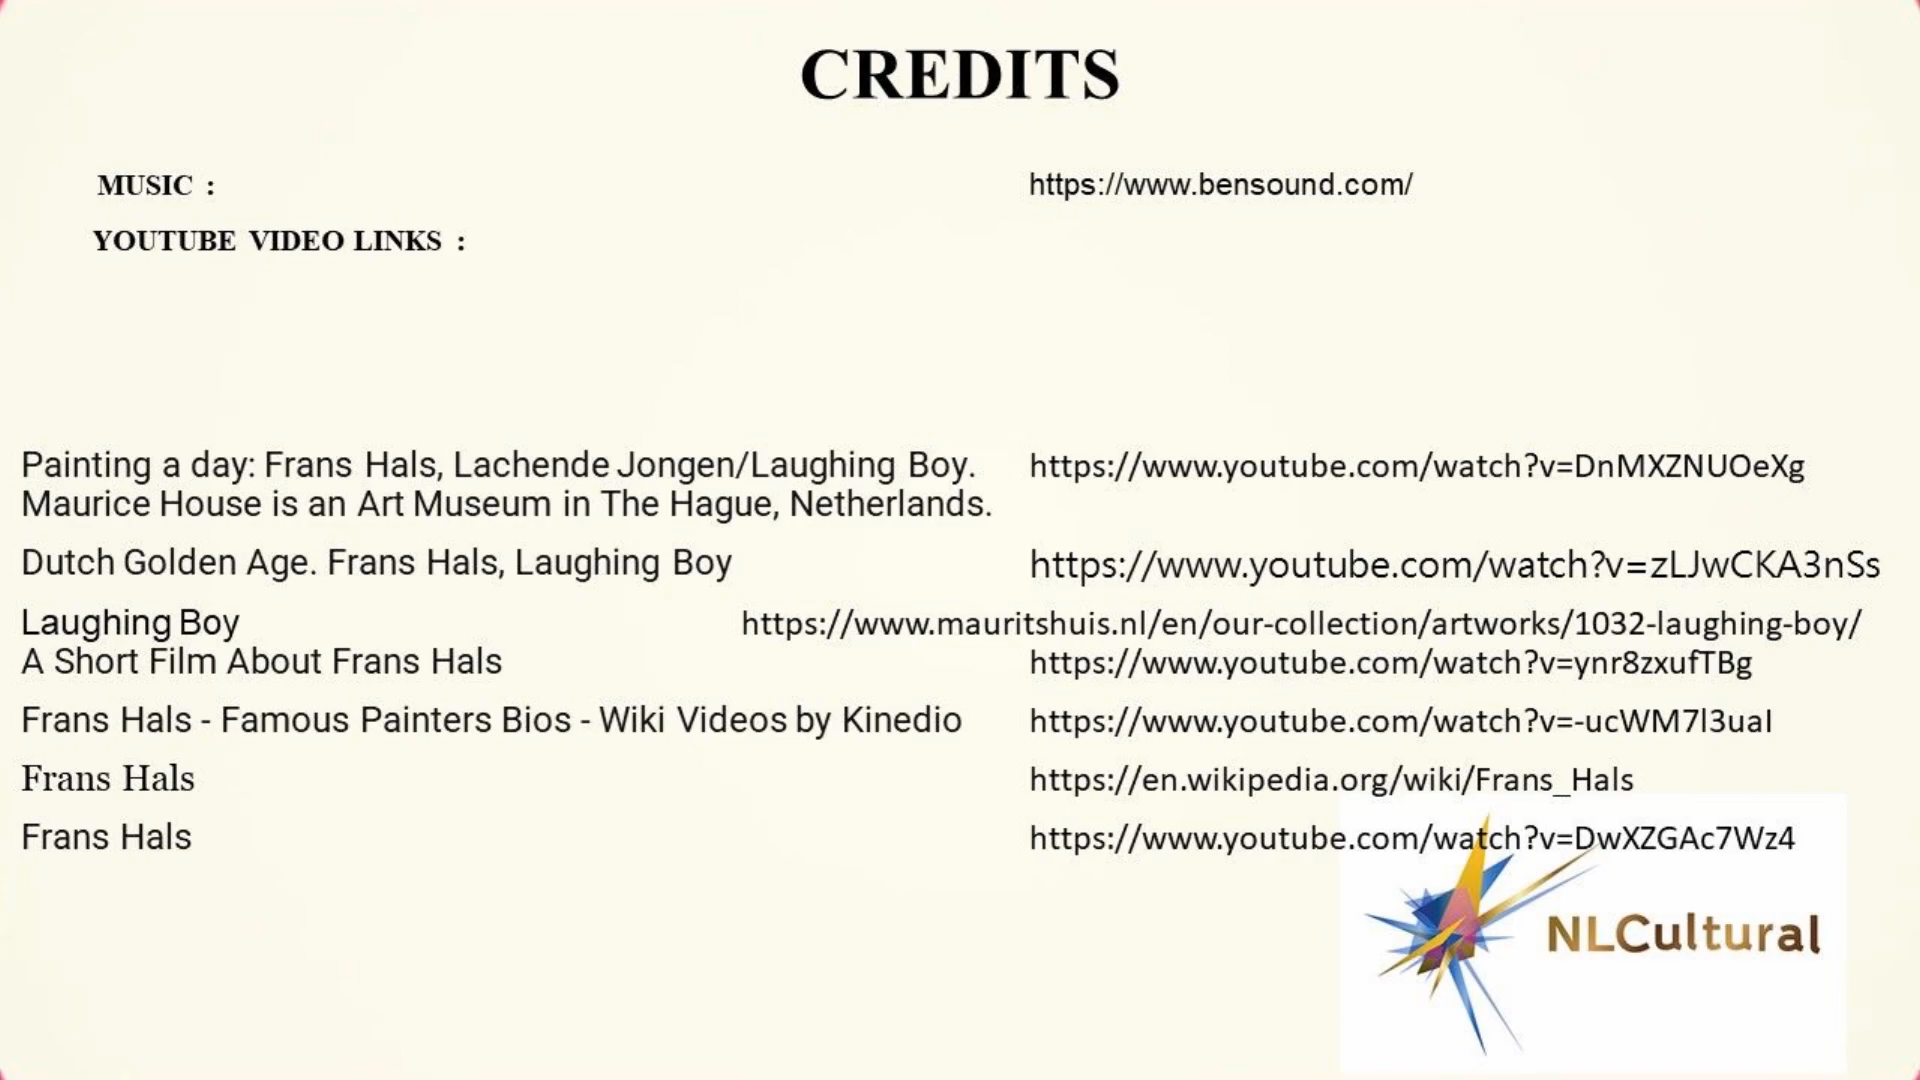 CREDITS
MUSIC : https://www.bensound.com/
YOUTUBE VIDEO LINKS :
Painting a day: Frans Hals, Lachende Jongen/Laughing Boy. https://www.youtube.com/watch?v=DnMXZNUOeXg
Maurice House is an Art Museum in The Hague, Netherlands.
Dutch Golden Age. Frans Hals, Laughing Boy https://www.youtube.com/watch?v=zLJwCKA3nSs
Laughing Boy https://www.mauritshuis.nl/en/our-collection/artworks/1032-laughing-boy/
A Short Film About Frans Hals https://www.youtube.com/watch?v=ynr8zxufTBg
Frans Hals - Famous Painters Bios - Wiki Videos by Kinedio https://www.youtube.com/watch?v=-ucWM7l3uaI
Frans Hals https://en.wikipedia.org/wiki/Frans_Hals
Frans Hals https://www.youtube.com/watch?v=DwXZGAc7Wz4
NLCultural